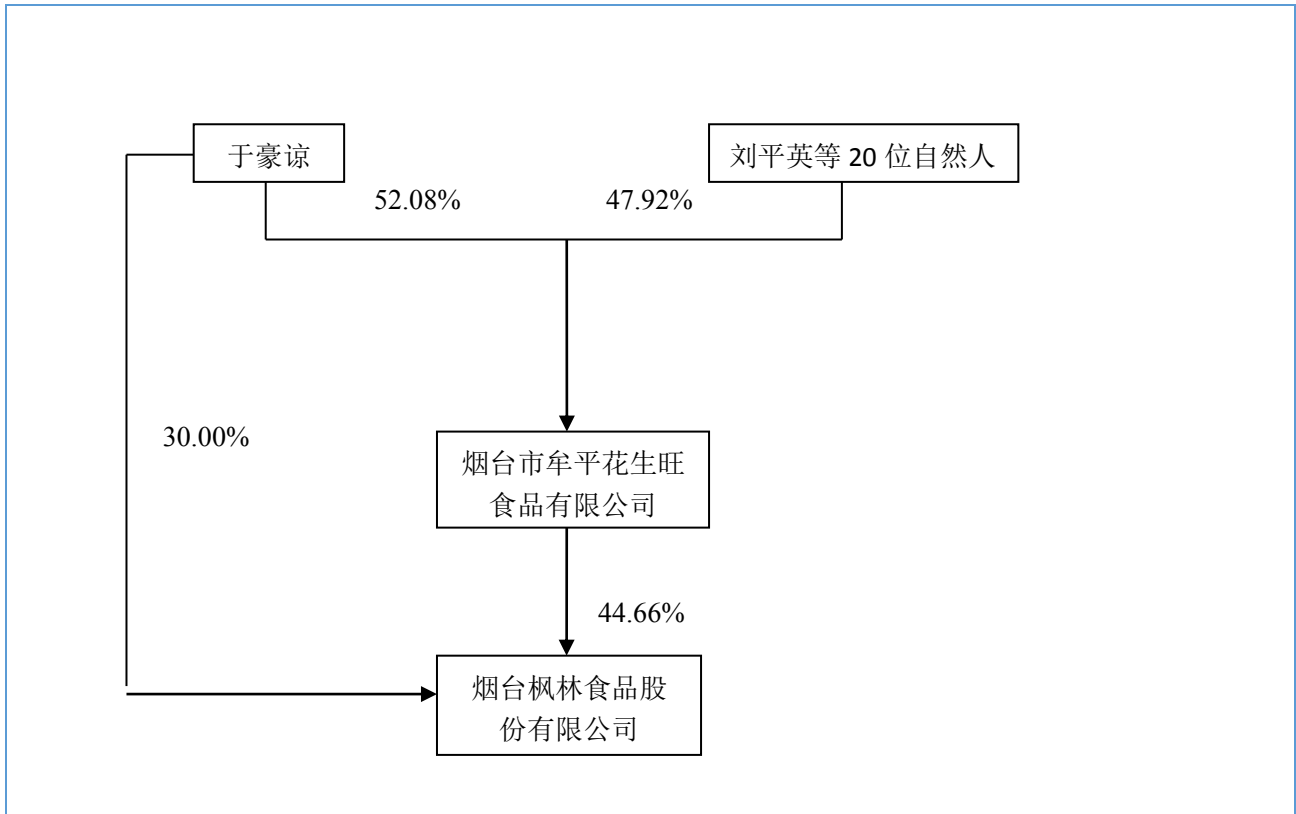 于豪谅
刘平英等 20 位自然人
52.08%
47.92%
30.00%
烟台市牟平花生旺
食品有限公司
44.66%
烟台枫林食品股
份有限公司